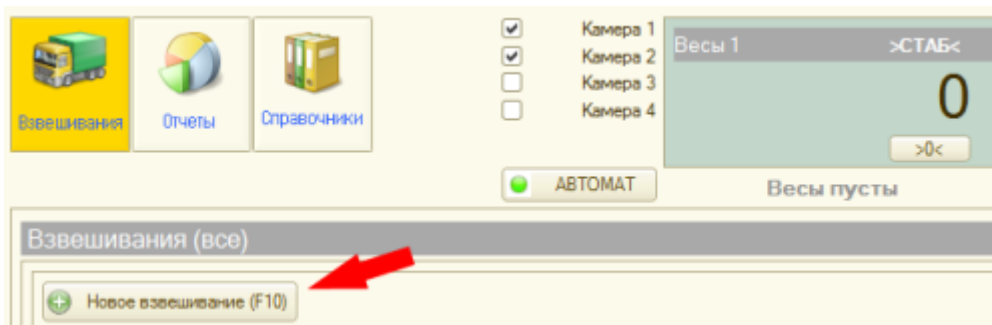 Взвешивания
Отчеты
Справочники
Камера 1
Камера 2
Камера 3
Камера 4
Весы 1 >СТАБ<
0
>0<
АВТОМАТ
Весы пусты
Взвешивания (все)
Новое взвешивание (F10)